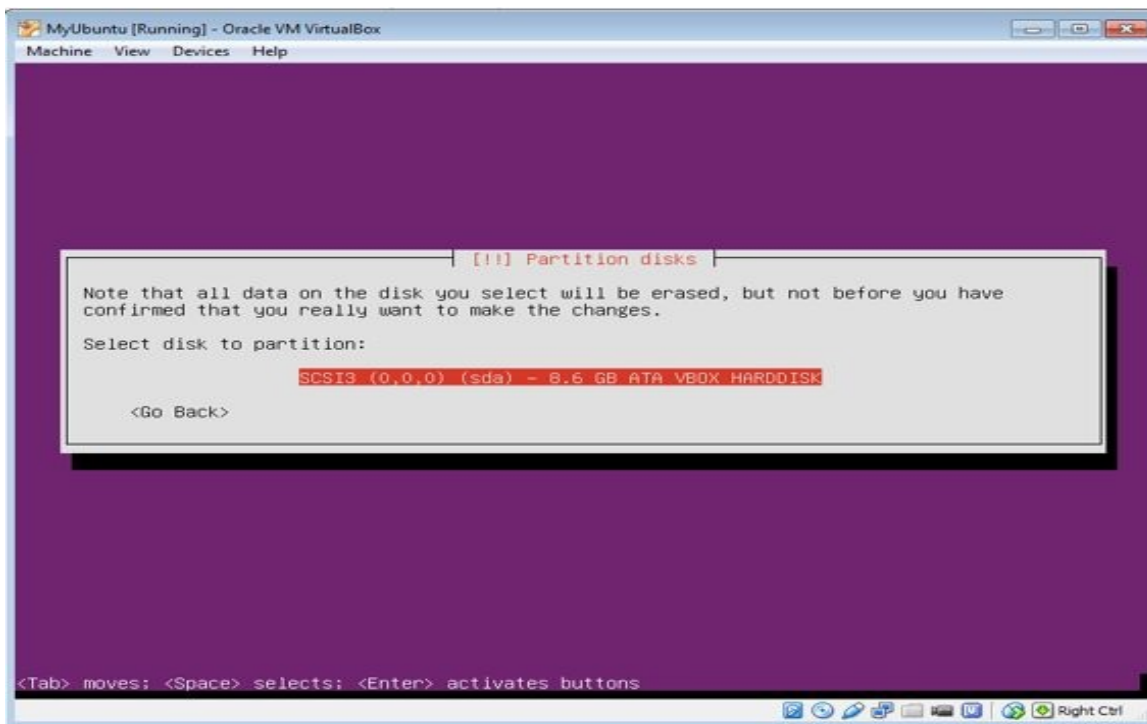 MyUbuntu [Running] - Oracle VM VirtualBox
Machine View Devices Help
[!!] Partition disks
Note that all data on the disk you select will be erased, but not before you have
confirmed that you really want to make the changes.
Select disk to partition:
SCSI3 (0,0,0) (sda) - 8.6 GB ATA VBOX HARDDISK
<Go Back>
<Tab> moves; <Space> selects; <Enter> activates buttons
Right Ctrl